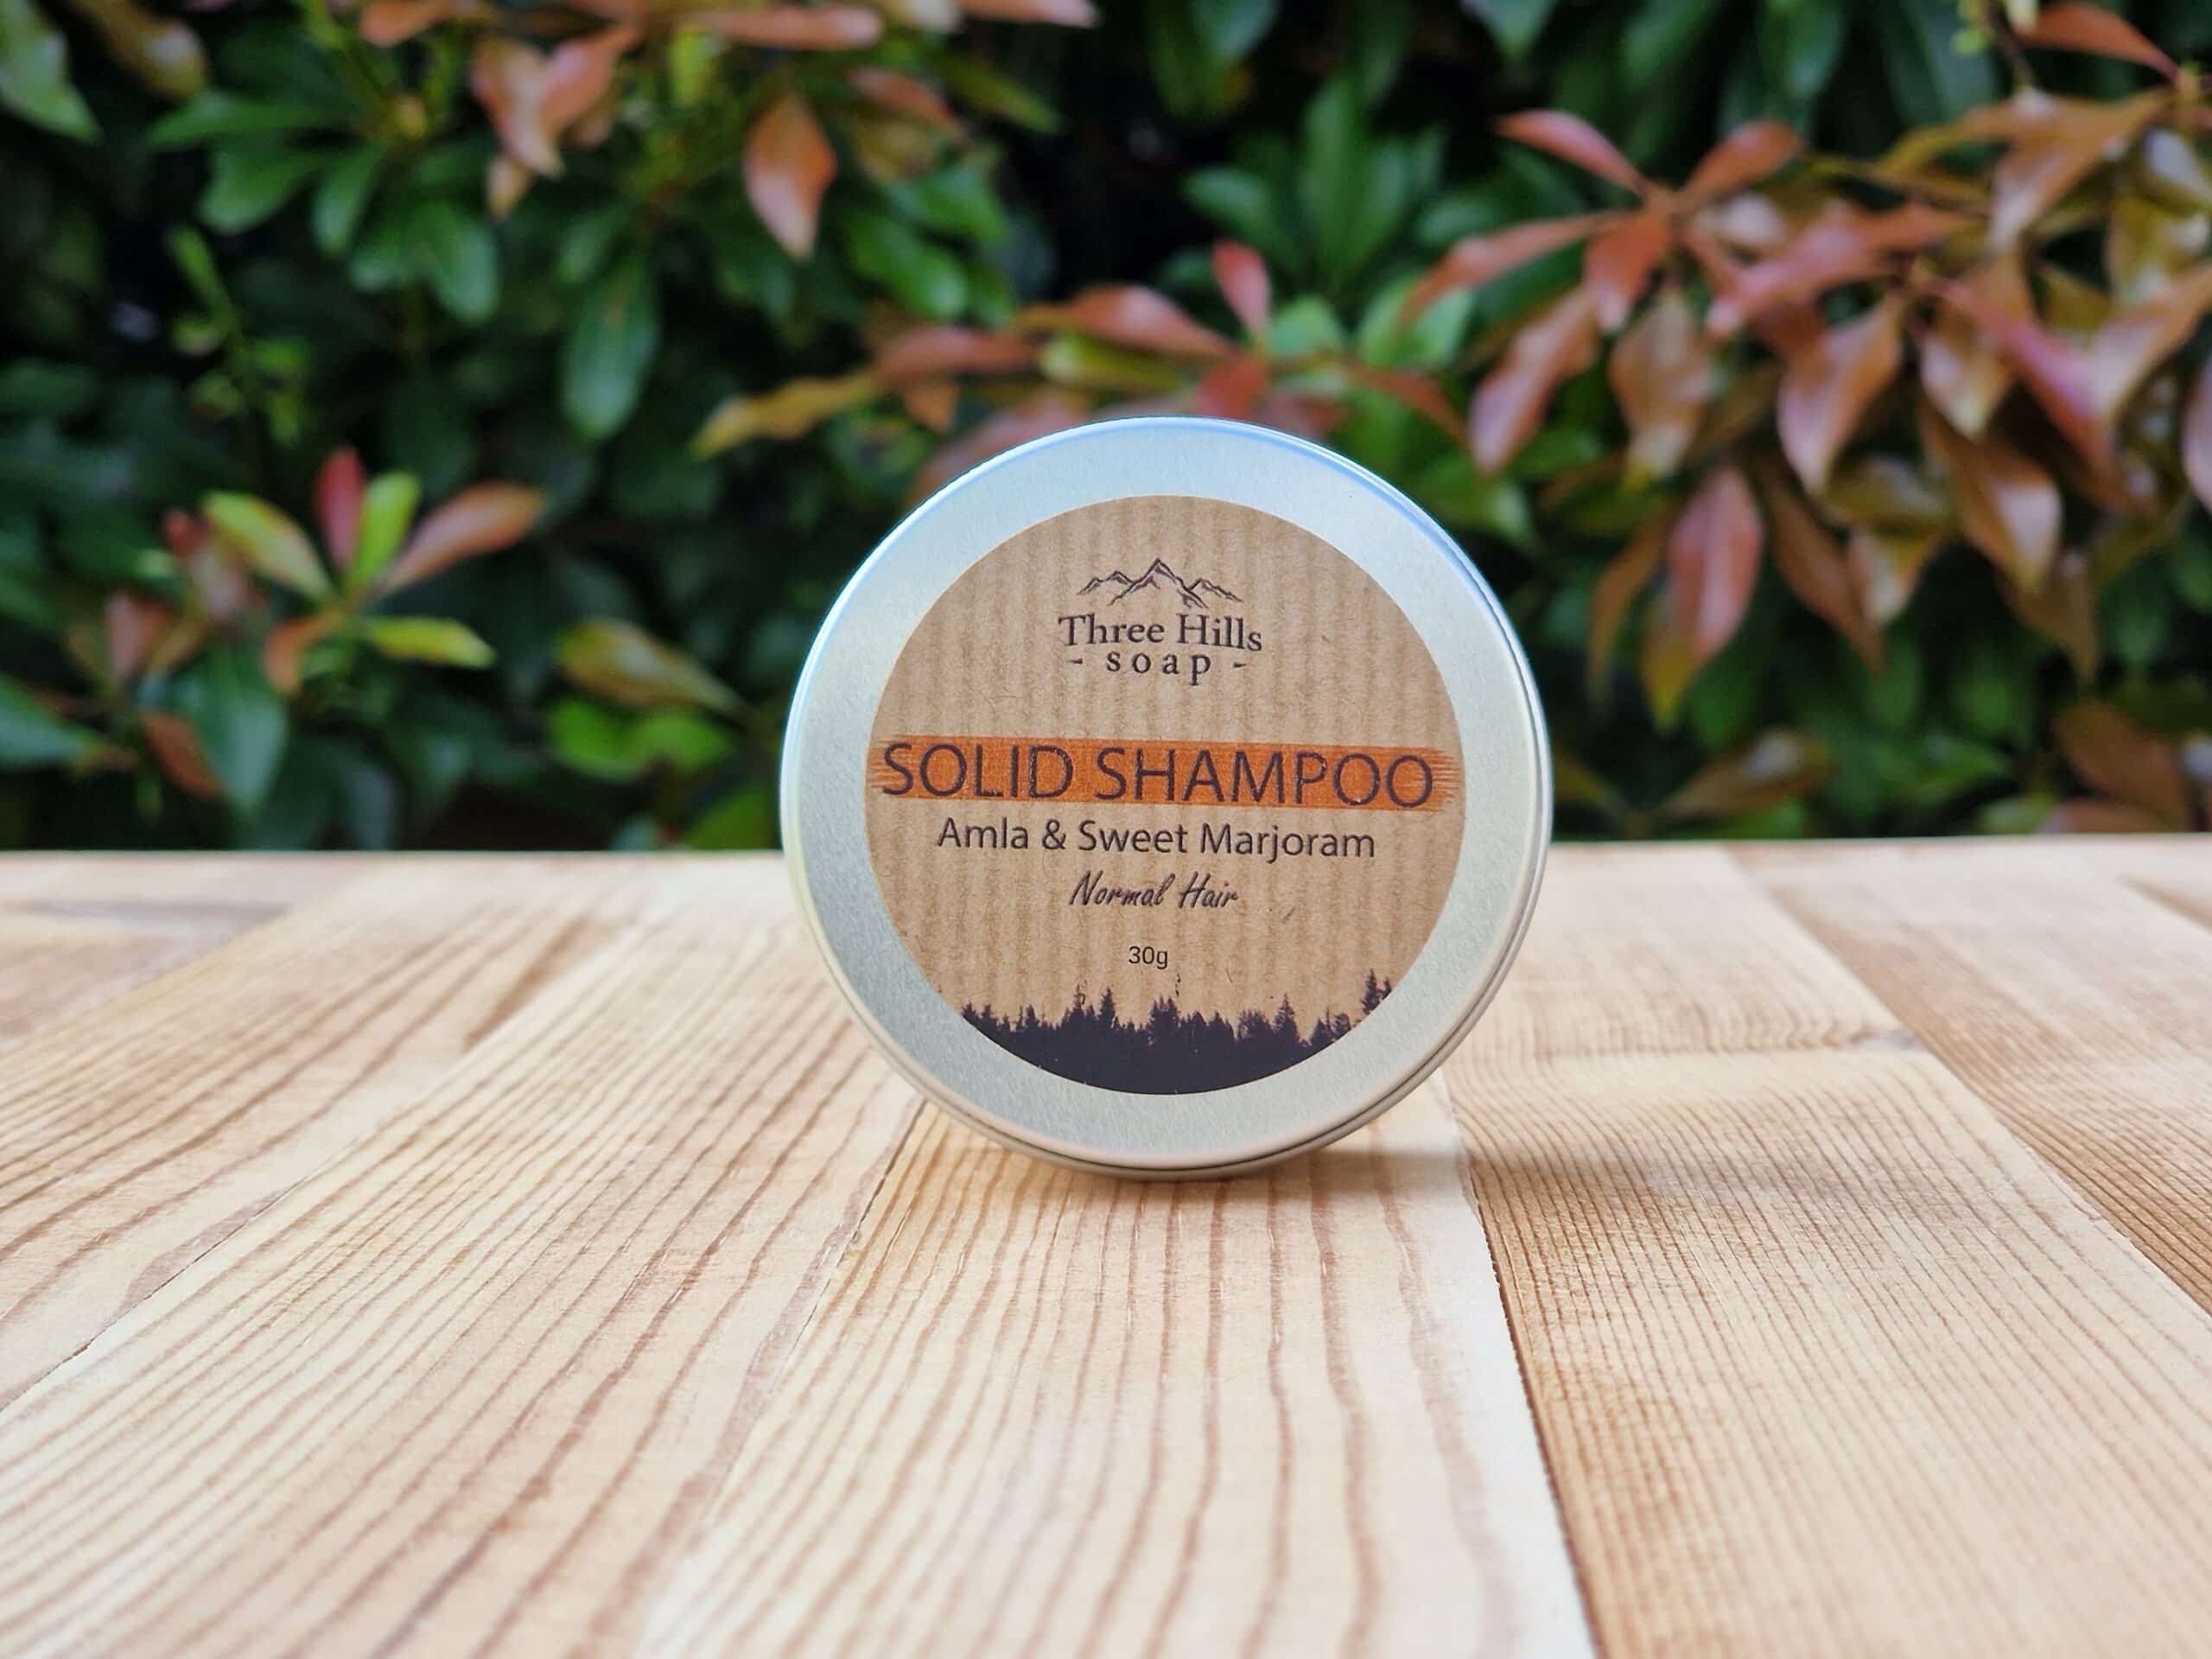 Three Hills
- soap -
SOLID SHAMPOO
Amla & Sweet Marjoram
Normal Hair
30g